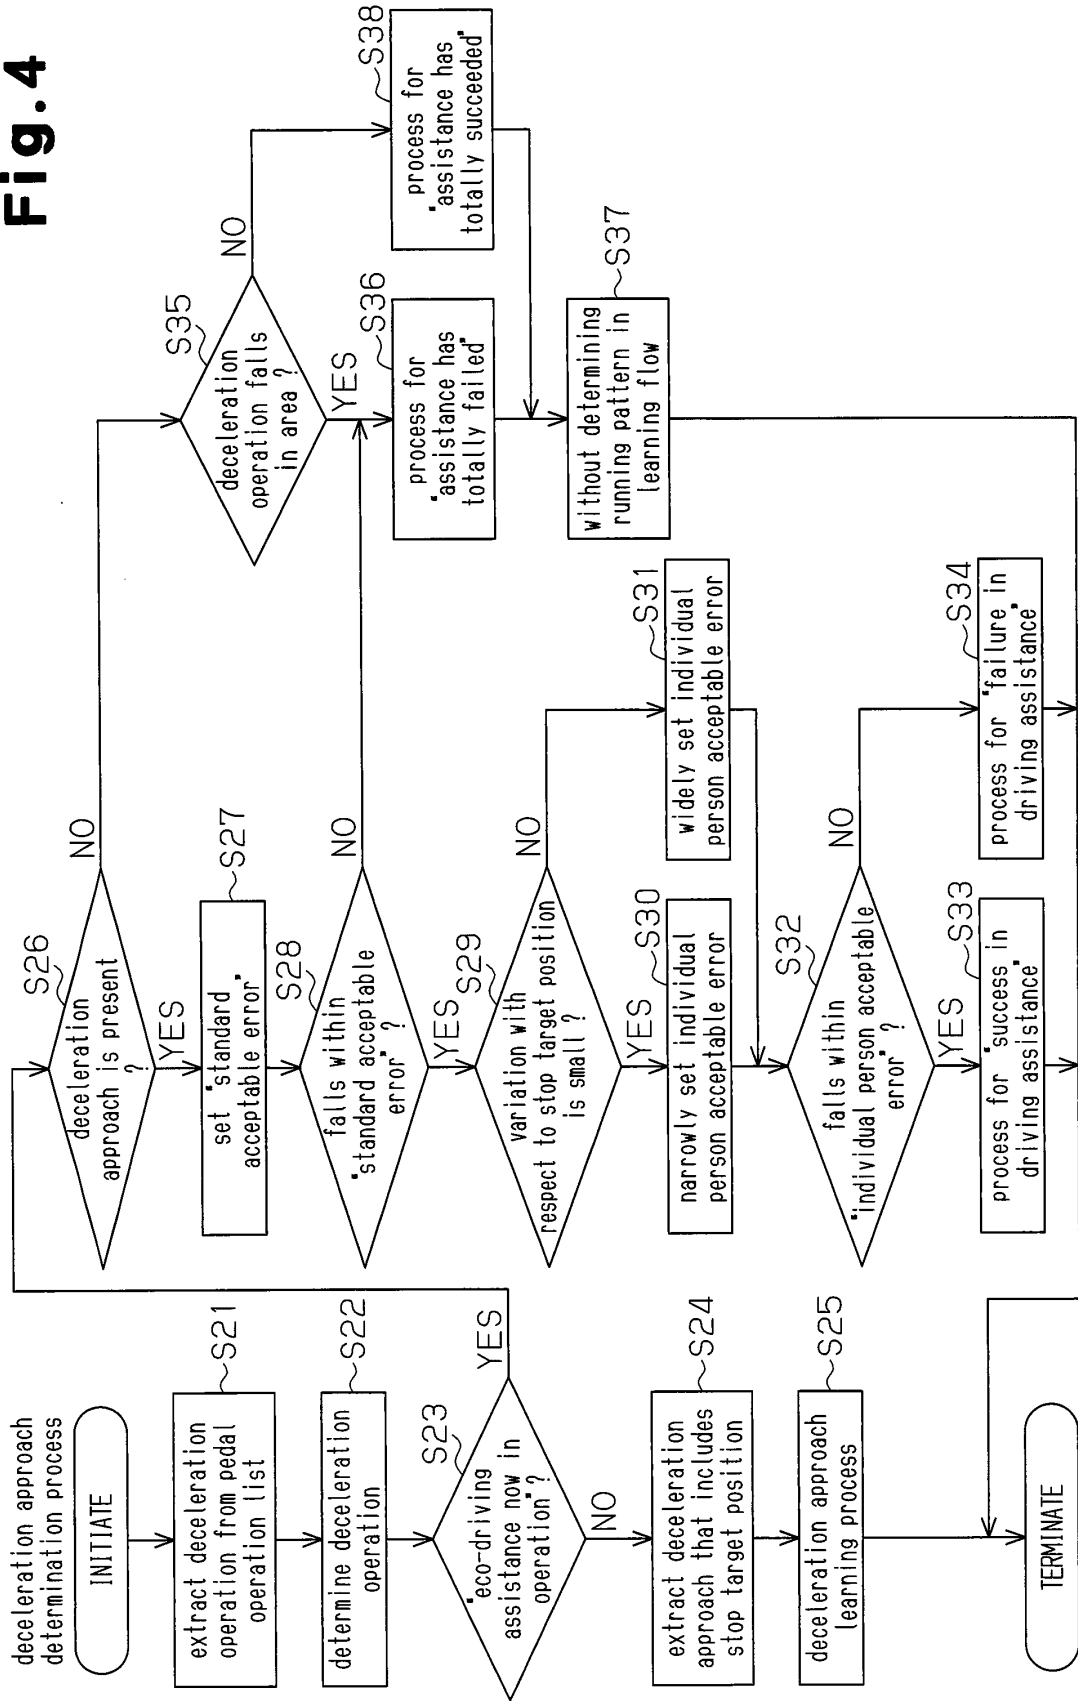 Fig.4
deceleration approach
determination process
INITIATE
extract deceleration
operation from pedal
operation list
S21
determine deceleration
operation
S22
"eco-driving
assistance now in
operation"?
S23
YES
NO
extract deceleration
approach that includes
stop target position
S24
deceleration approach
learning process
S25
TERMINATE
deceleration
approach is present
?
S26
NO
YES
set "standard
acceptable error"
S27
falls within
"standard acceptable
error"?
S28
NO
YES
variation with
respect to stop target position
is small ?
S29
NO
YES
narrowly set individual
person acceptable error
S30
widely set individual
person acceptable error
S31
falls within
"individual person acceptable
error"?
S32
NO
YES
process for "success in
driving assistance"
S33
process for "failure in
driving assistance"
S34
deceleration
operation falls
in area ?
S35
NO
YES
process for
"assistance has
totally failed"
S36
process for
"assistance has
totally succeeded"
S38
without determining
running pattern in
learning flow
S37